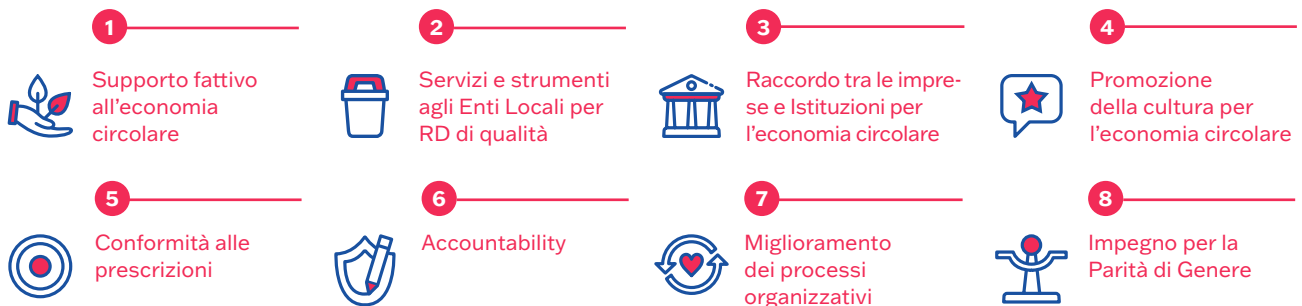 1
Supporto fattivo
all'economia
circolare
2
Servizi e strumenti
agli Enti Locali per
RD di qualità
3
Raccordo tra le impre-
se e Istituzioni per
l'economia circolare
4
Promozione
della cultura per
l'economia circolare
5
Conformità alle
prescrizioni
6
Accountability
7
Miglioramento
dei processi
organizzativi
8
Impegno per la
Parità di Genere